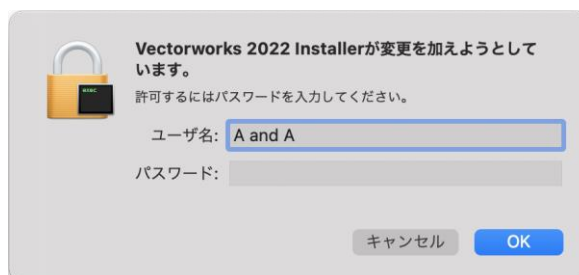 Vectorworks 2022 Installerが変更を加えようとして
います。
許可するにはパスワードを入力してください。
ユーザ名: A and A
パスワード:
キャンセル OK